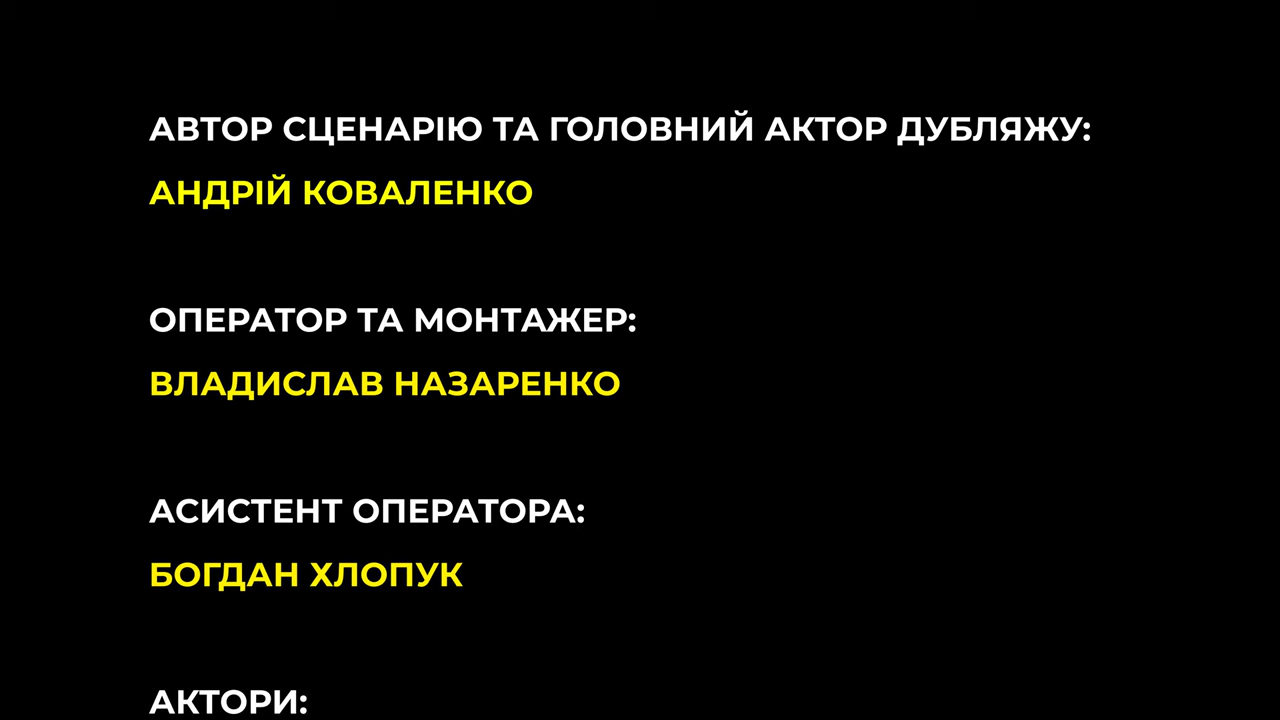 АВТОР СЦЕНАРІЮ ТА ГОЛОВНИЙ АКТОР ДУБЛЯЖУ:
АНДРІЙ КОВАЛЕНКО
ОПЕРАТОР ТА МОНТАЖЕР:
ВЛАДИСЛАВ НАЗАРЕНКО
АСИСТЕНТ ОПЕРАТОРА:
БОГДАН ХЛОПУК
АКТОРИ: